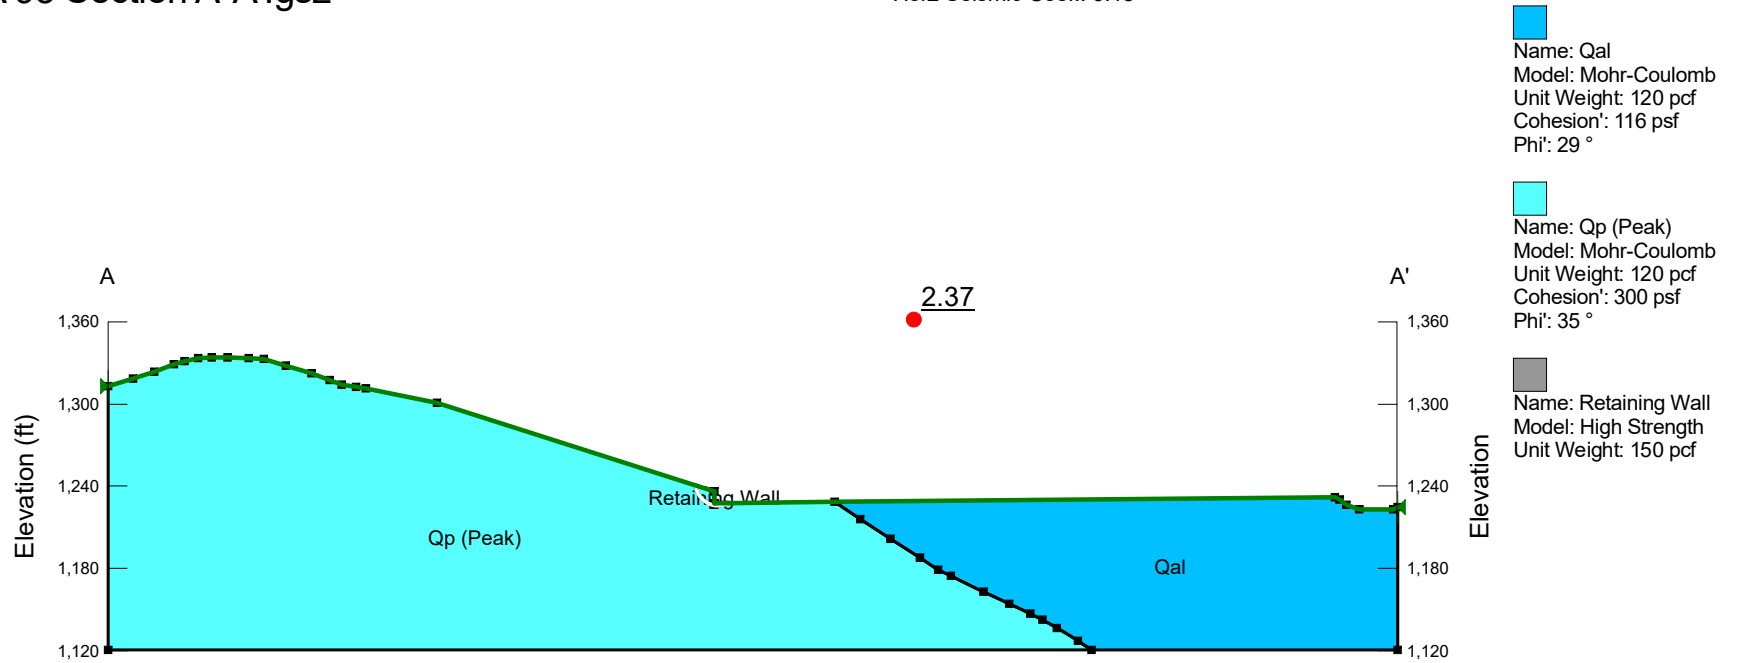 Name: Qal
Model: Mohr-Coulomb
Unit Weight: 120 pcf
Cohesion': 116 psf
Phi': 29 °
Name: Qp (Peak)
Model: Mohr-Coulomb
Unit Weight: 120 pcf
Cohesion': 300 psf
Phi': 35 °
Name: Retaining Wall
Model: High Strength
Unit Weight: 150 pcf
A
A'
2.37
1,360
1,300
1,240
1,180
1,120
Elevation (ft)
Retaining Wall
Qp (Peak)
Qal
1,360
1,300
1,240
1,180
1,120
Elevation